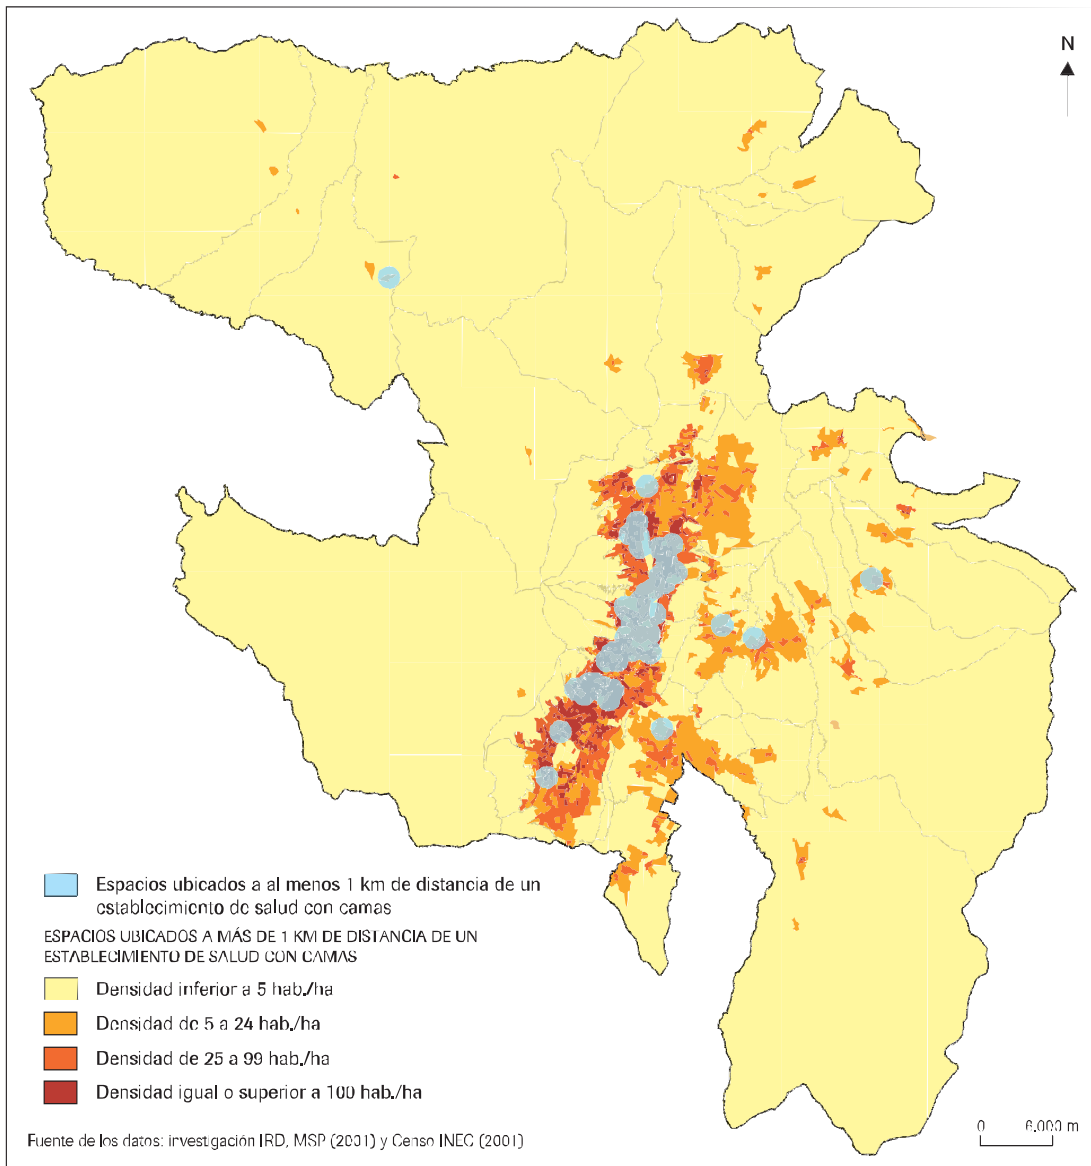 N
Espacios ubicados a al menos 1 km de distancia de un
establecimiento de salud con camas
ESPACIOS UBICADOS A MÁS DE 1 KM DE DISTANCIA DE UN
ESTABLECIMIENTO DE SALUD CON CAMAS
Densidad inferior a 5 hab./ha
Densidad de 5 a 24 hab./ha
Densidad de 25 a 99 hab./ha
Densidad igual o superior a 100 hab./ha
Fuente de los datos: investigación IRD, MSP (2001) y Censo INEC (2001)
0 6.000 m